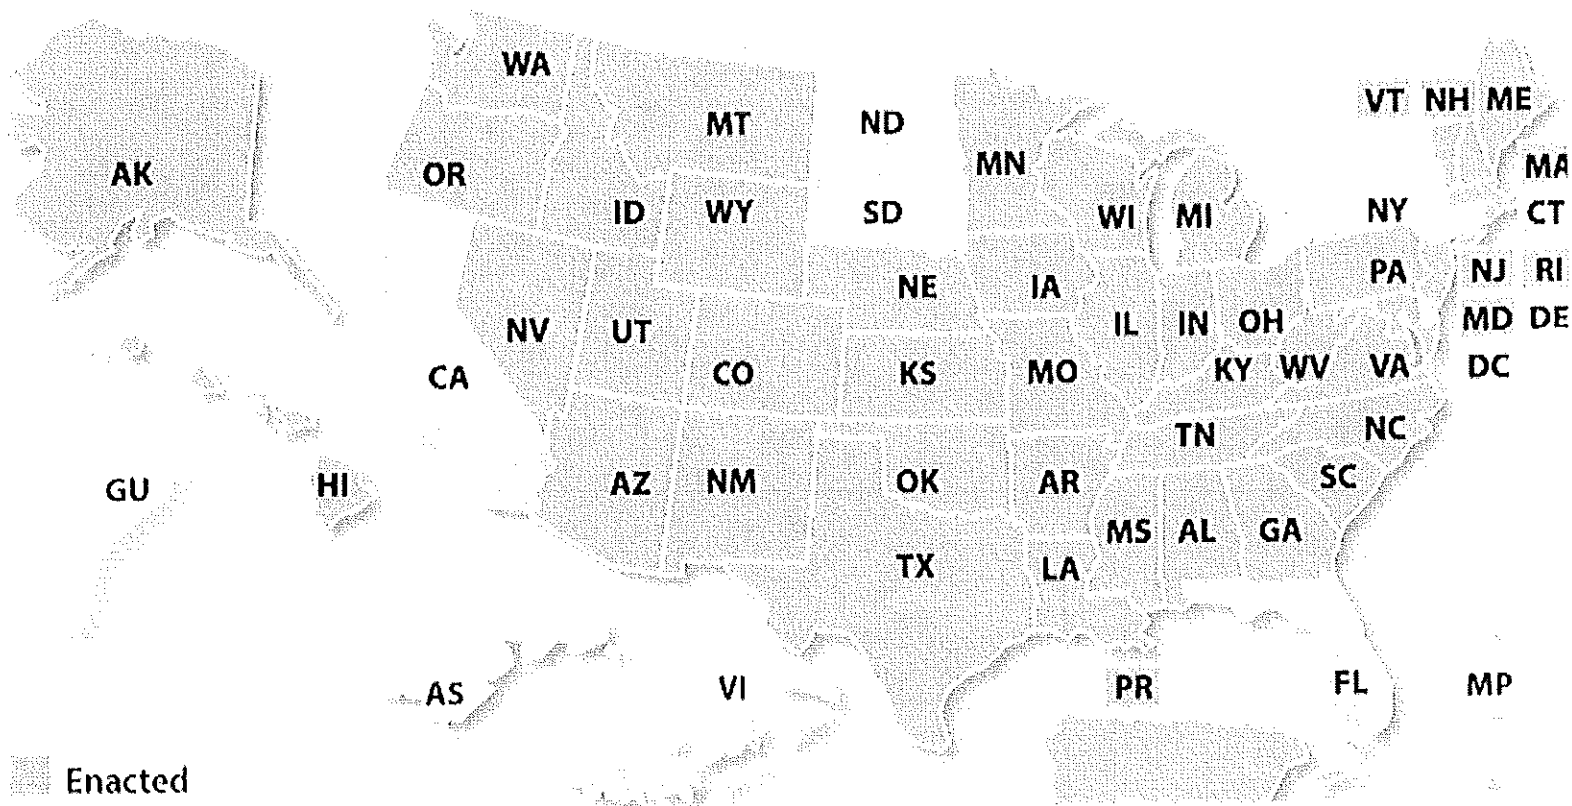 WA
VT NH ME
MT ND
MN MA
AK OR
ID WY SD WI MI NY CT
PA NJ RI
NE IA
NV UT IL IN OH MD DE
CA CO KS MO KY WV VA DC
TN NC
GU HI AZ NM OK AR SC
MS AL GA
TX LA
AS VI PR FL MP
Enacted